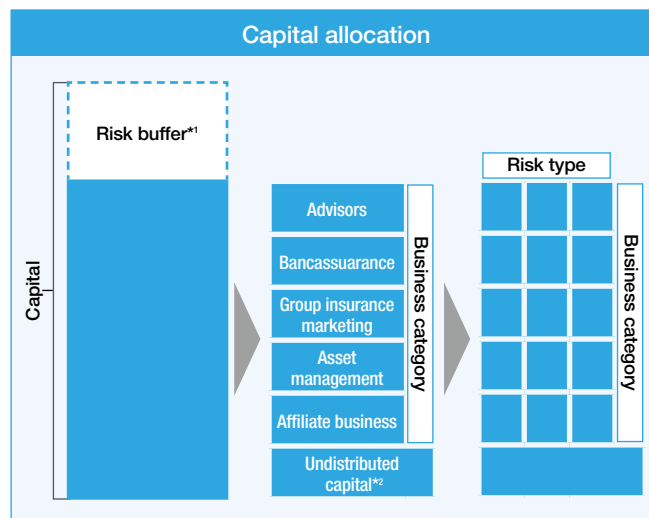 Capital allocation
Capital
Risk buffer*1
Advisors
Bancassuarance
Group insurance
marketing
Asset
management
Affiliate business
Undistributed
capital*2
Business category
Risk type
Business category